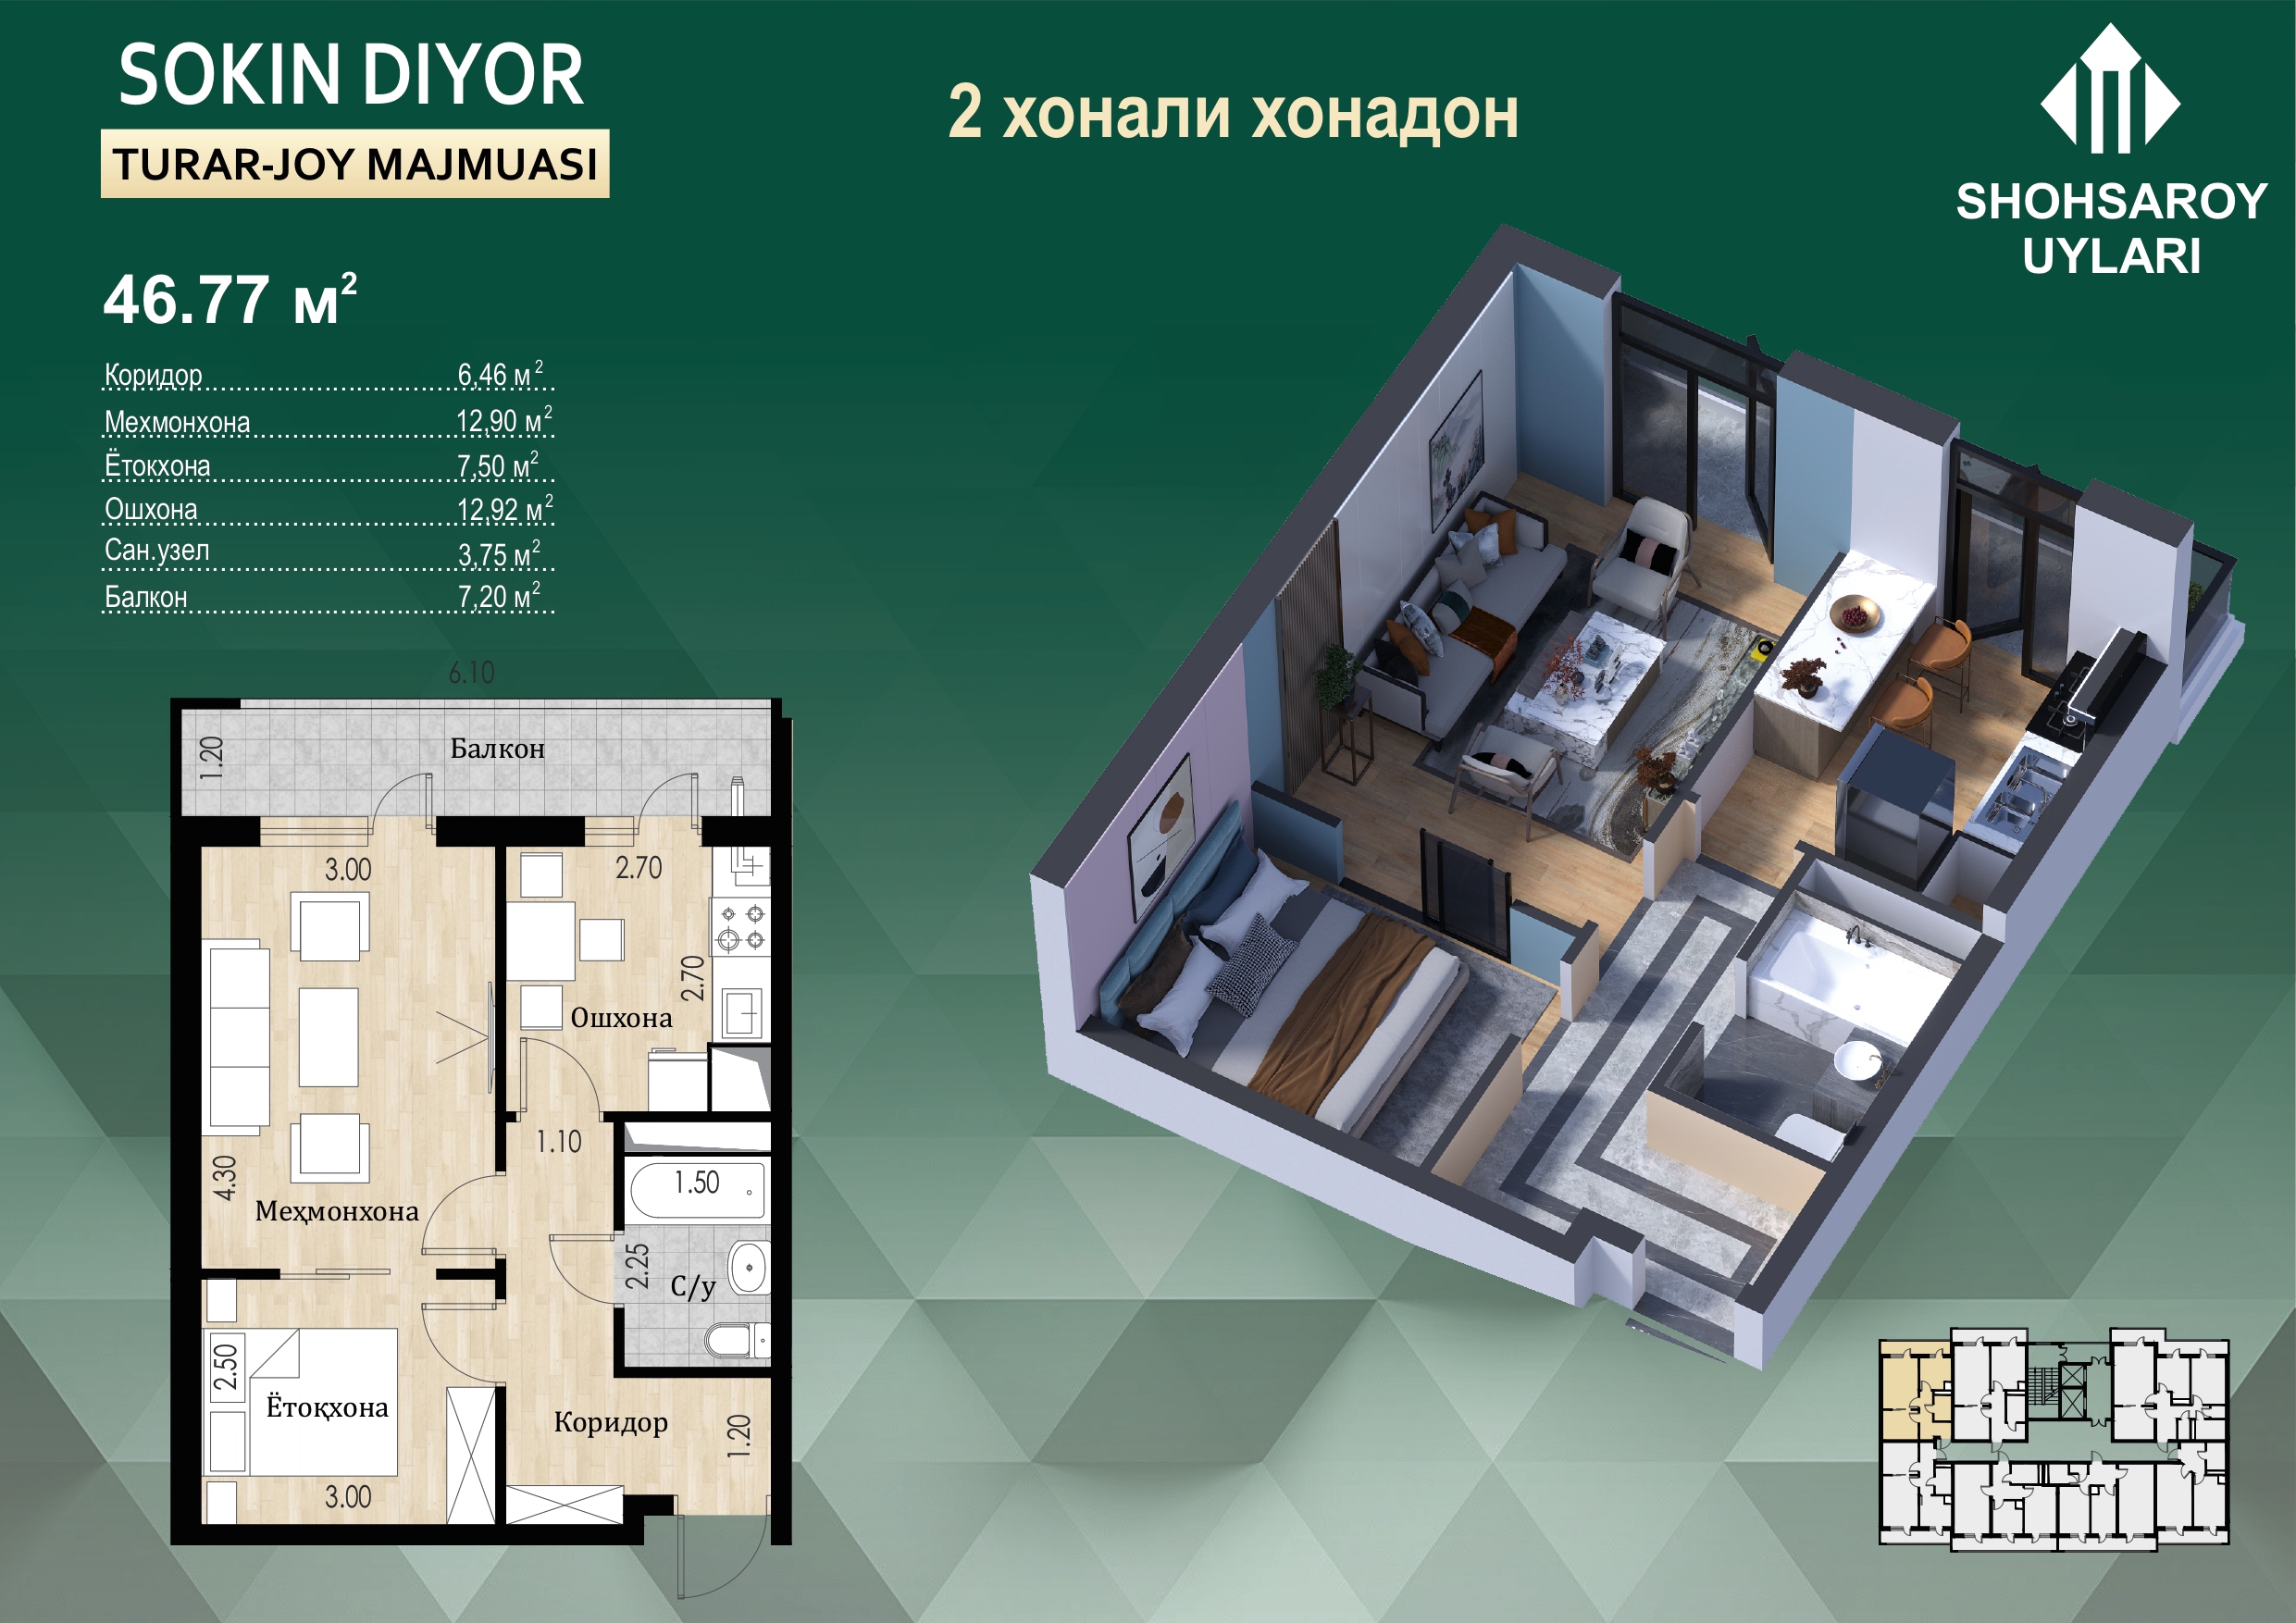 SOKIN DIYOR
TURAR-JOY MAJMUASI
2 хонали хонадон
SHOHSAROY
UYLARI
46.77 м²
Коридор 6,46 м²
Мехмонхона 12,90 м²
Ётокхона 7,50 м²
Ошхона 12,92 м²
Сан.узел 3,75 м²
Балкон 7,20 м²
6.10
1.20
Балкон
3.00
2.70
2.70
Ошхона
1.10
4.30
Меҳмонхона
1.50
2.25
С/у
2.50
Ётоқхона
Коридор
1.20
3.00